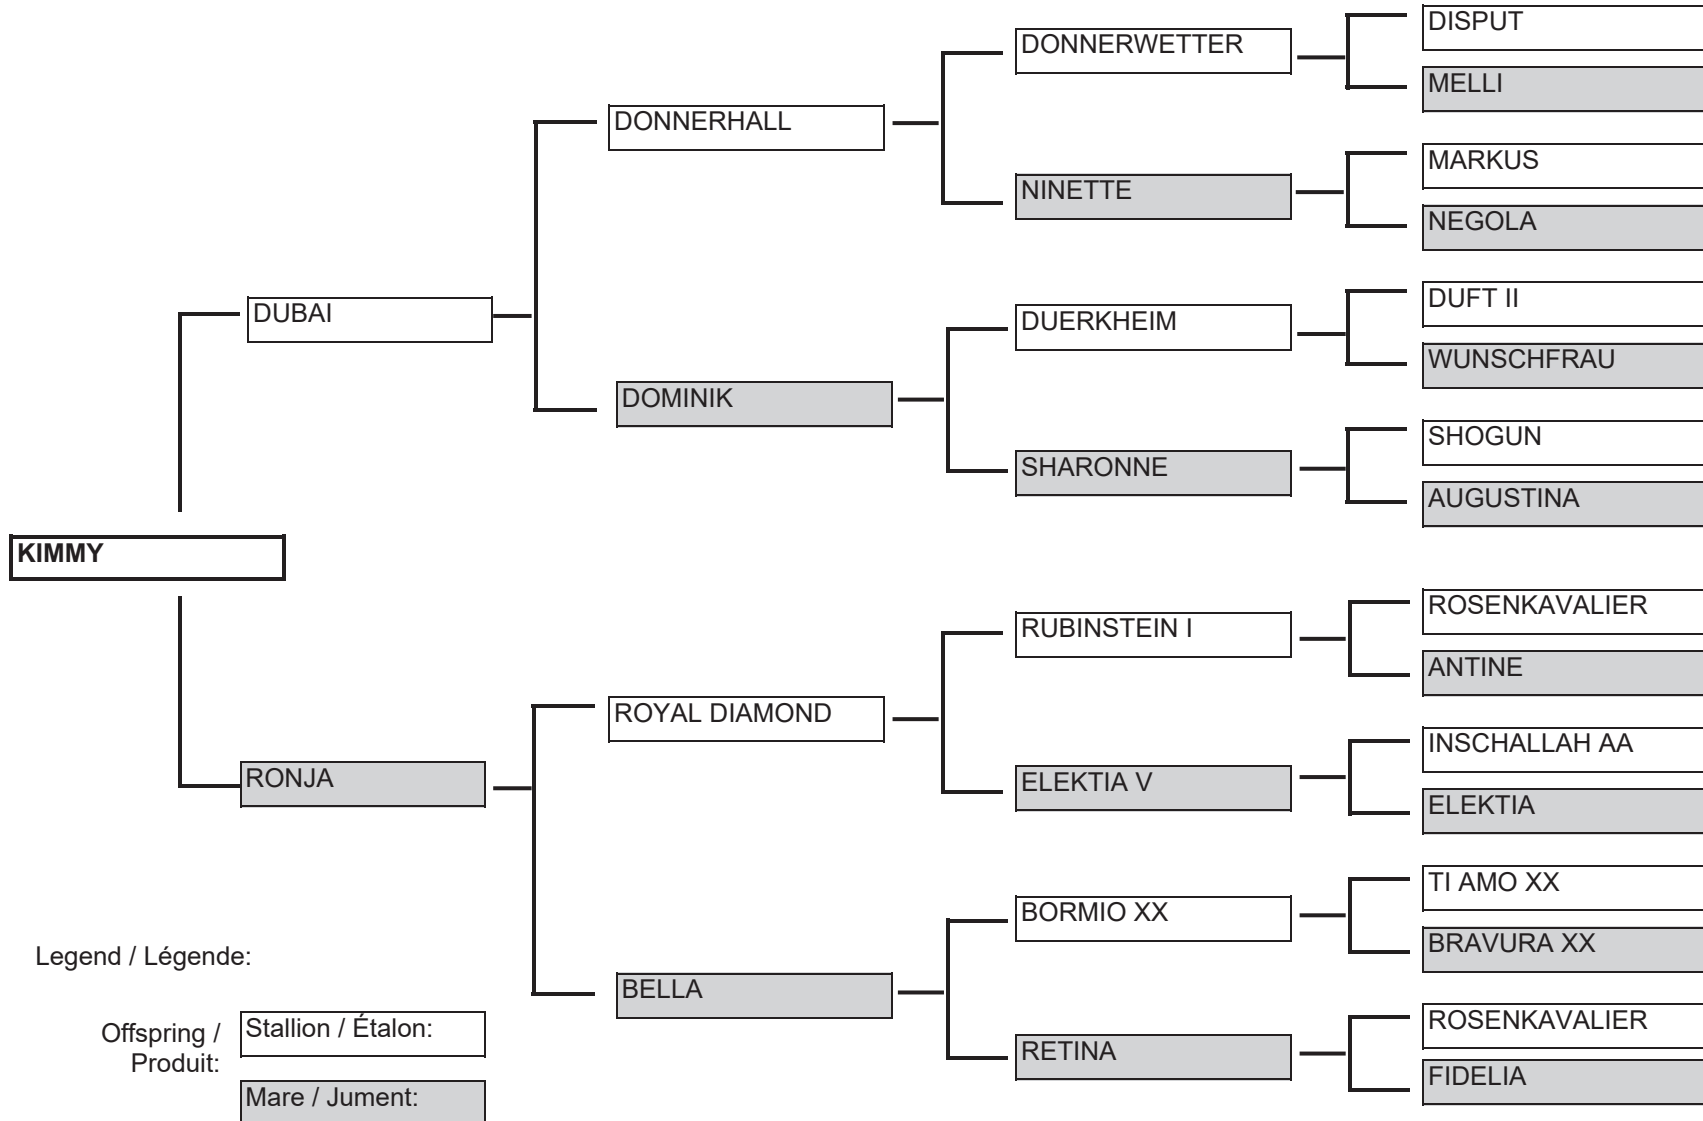 DISPUT
DONNERWETTER
MELLI
DONNERHALL
MARKUS
NINETTE
NEGOLA
DUBAI
DUFT II
DUERKHEIM
WUNSCHFRAU
DOMINIK
SHOGUN
SHARONNE
AUGUSTINA
KIMMY
ROSENKAVALIER
RUBINSTEIN I
ANTINE
ROYAL DIAMOND
INSCHALLAH AA
RONJA
ELEKTIA V
ELEKTIA
TI AMO XX
BORMIO XX
BRAVURA XX
BELLA
ROSENKAVALIER
RETINA
FIDELIA
Legend / Légende:
Offspring /
Produit:
Stallion / Étalon:
Mare / Jument: